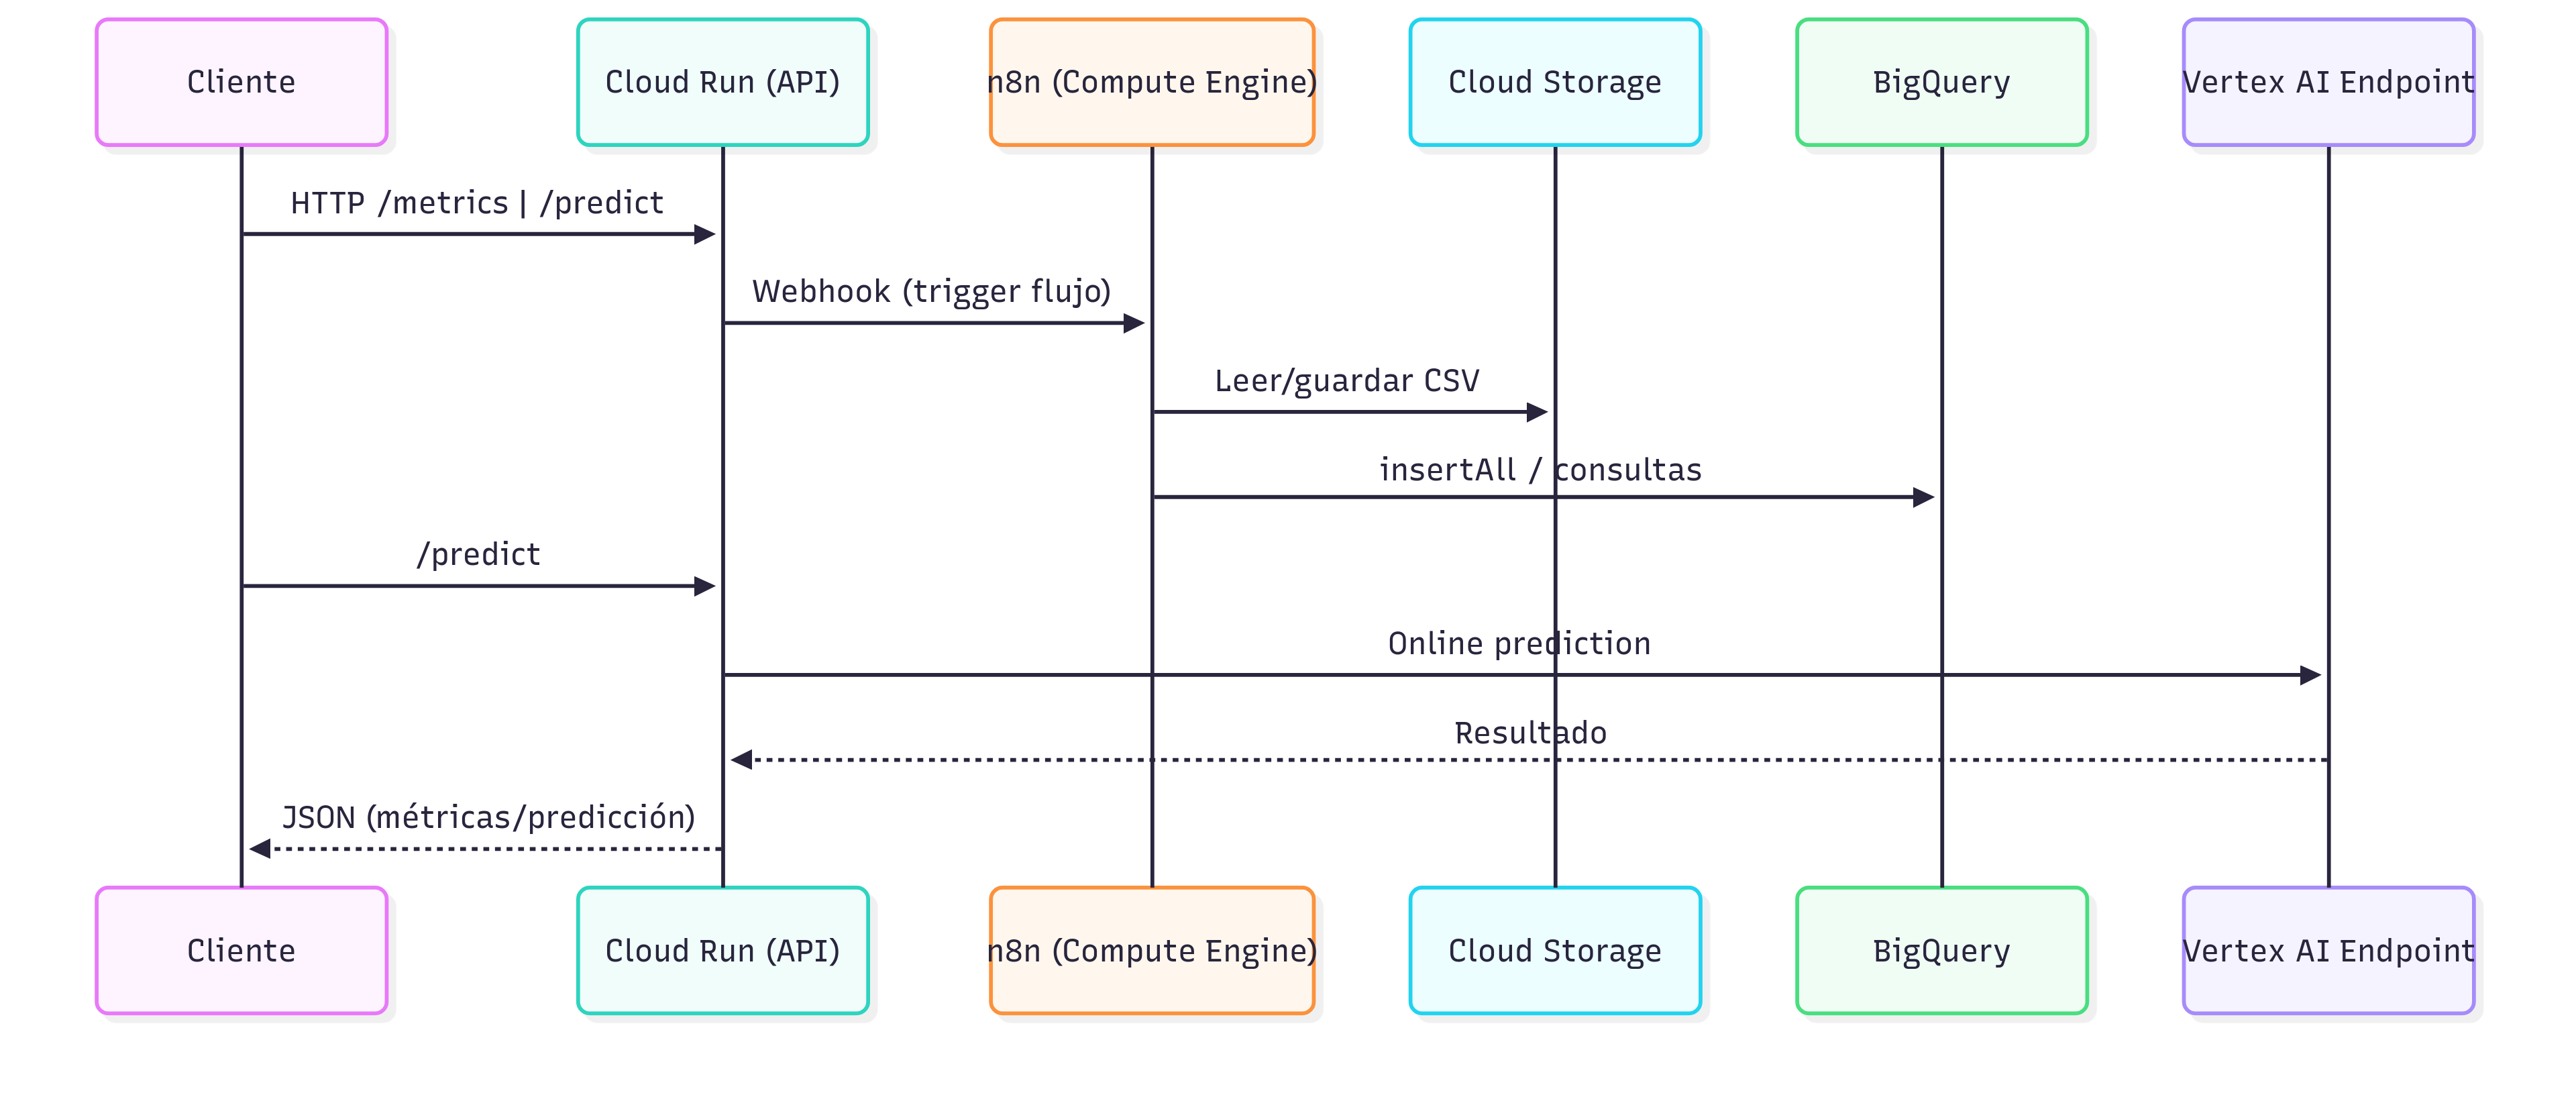 Cliente
Cloud Run (API)
n8n (Compute Engine)
Cloud Storage
BigQuery
Vertex AI Endpoint
HTTP /metrics | /predict
Webhook (trigger flujo)
Leer/guardar CSV
insertAll / consultas
/predict
Online prediction
Resultado
JSON (métricas/predicción)
Cliente
Cloud Run (API)
n8n (Compute Engine)
Cloud Storage
BigQuery
Vertex AI Endpoint